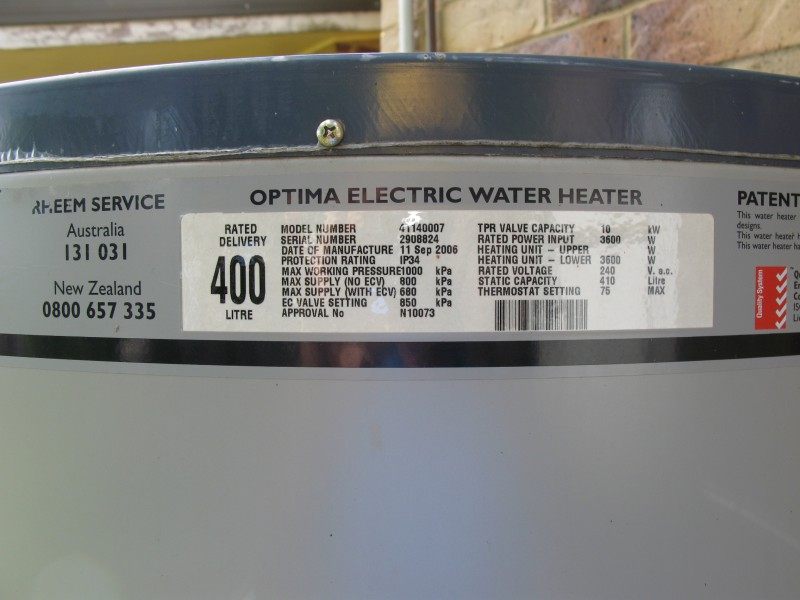 RHEEM SERVICE
Australia
131 031
New Zealand
0800 657 335
OPTIMA ELECTRIC WATER HEATER
RATED
DELIVERY
400
LITRE
MODEL NUMBER 41140007
SERIAL NUMBER 2908824
DATE OF MANUFACTURE 11 Sep 2006
PROTECTION RATING IP34
MAX WORKING PRESSURE 1000 kPa
MAX SUPPLY (NO ECV) 800 kPa
MAX SUPPLY (WITH ECV) 680 kPa
EC VALVE SETTING 850 kPa
APPROVAL No N10073
TPR VALVE CAPACITY 10 kW
RATED POWER INPUT 3600 W
HEATING UNIT - UPPER W
HEATING UNIT - LOWER 3600 W
RATED VOLTAGE 240 V.a.c.
STATIC CAPACITY 410 Litre
THERMOSTAT SETTING 75 MAX
PATENT
This water heater
designs.
This water heater
This water heater
Quality System